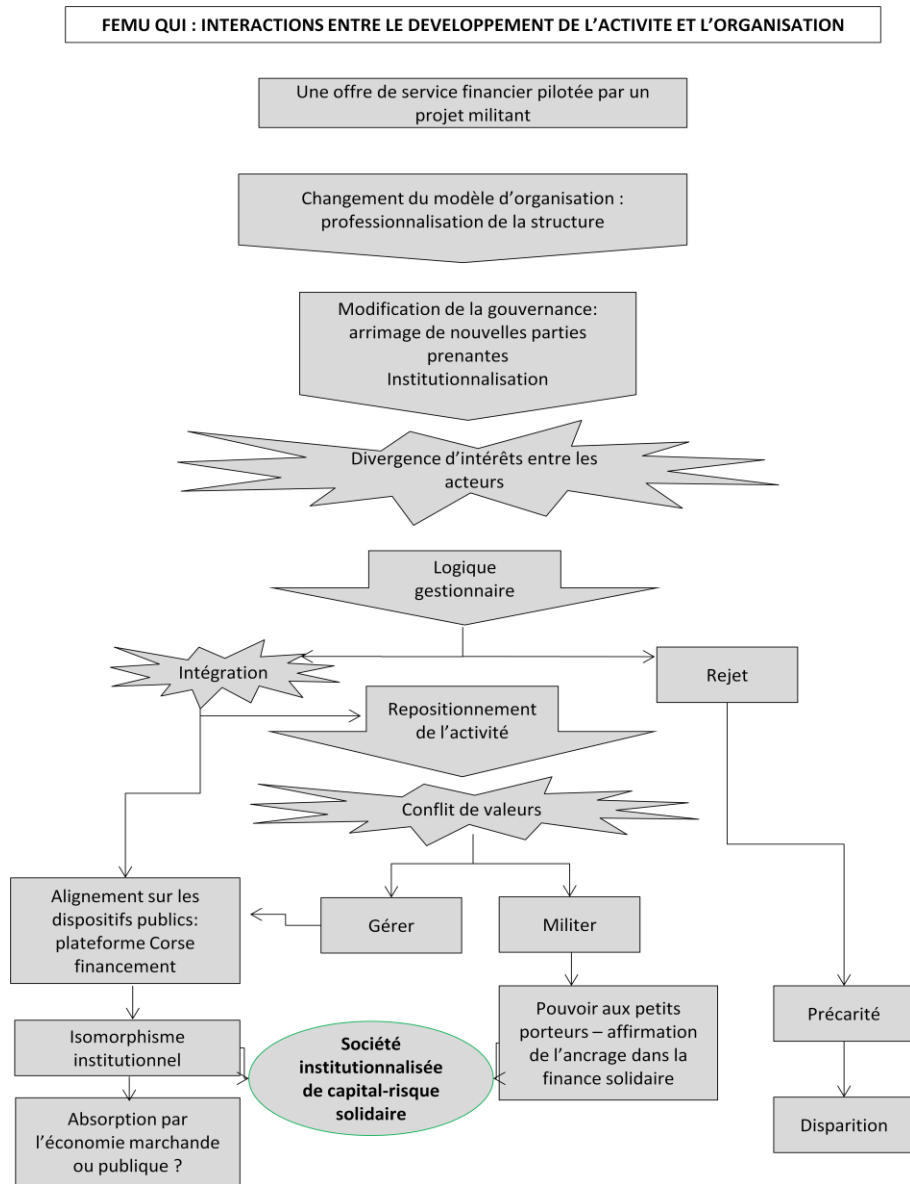 FEMU QUI : INTERACTIONS ENTRE LE DEVELOPPEMENT DE L’ACTIVITE ET L’ORGANISATION
Une offre de service financier pilotée par un
projet militant
Changement du modèle d’organisation :
professionnalisation de la structure
Modification de la gouvernance:
arrimage de nouvelles parties
prenantes
Institutionnalisation
Divergence d’intérêts entre les
acteurs
Logique
gestionnaire
Intégration
Rejet
Repositionnement
de l’activité
Conflit de valeurs
Alignement sur les
dispositifs publics:
plateforme Corse
financement
Gérer
Militer
Pouvoir aux petits
porteurs – affirmation
de l’ancrage dans la
finance solidaire
Précarité
Isomorphisme
institutionnel
Société
institutionnalisée
de capital-risque
solidaire
Absorption par
l’économie marchande
ou publique ?
Disparition